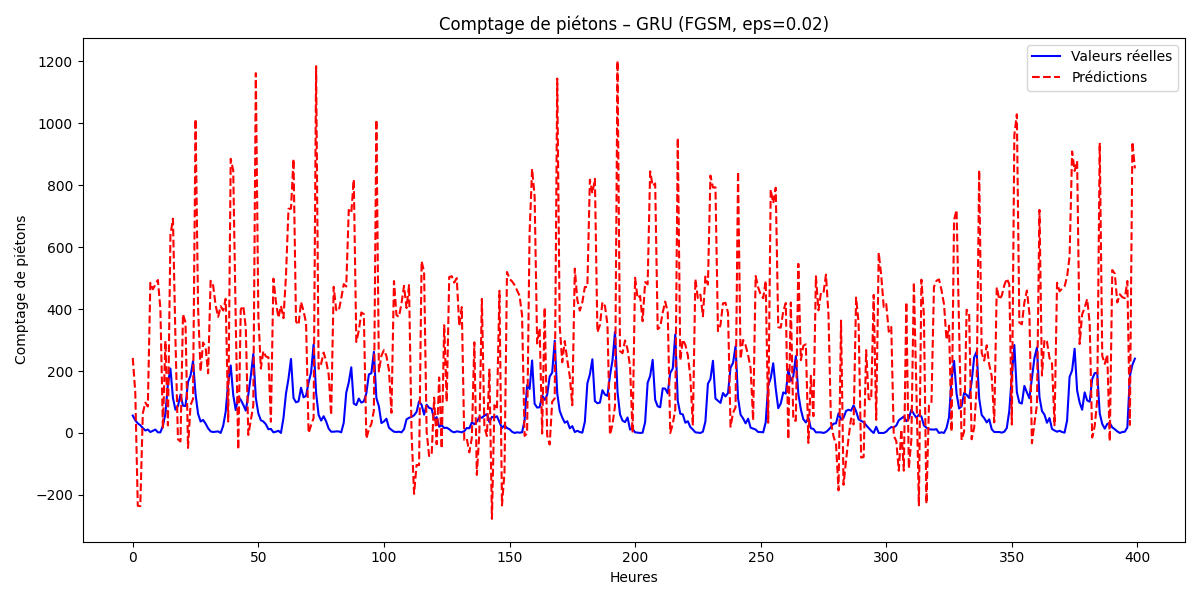 Comptage de piétons – GRU (FGSM, eps=0.02)
Valeurs réelles
Prédictions
Comptage de piétons
1200
1000
800
600
400
200
0
−200
0 50 100 150 200 250 300 350 400
Heures